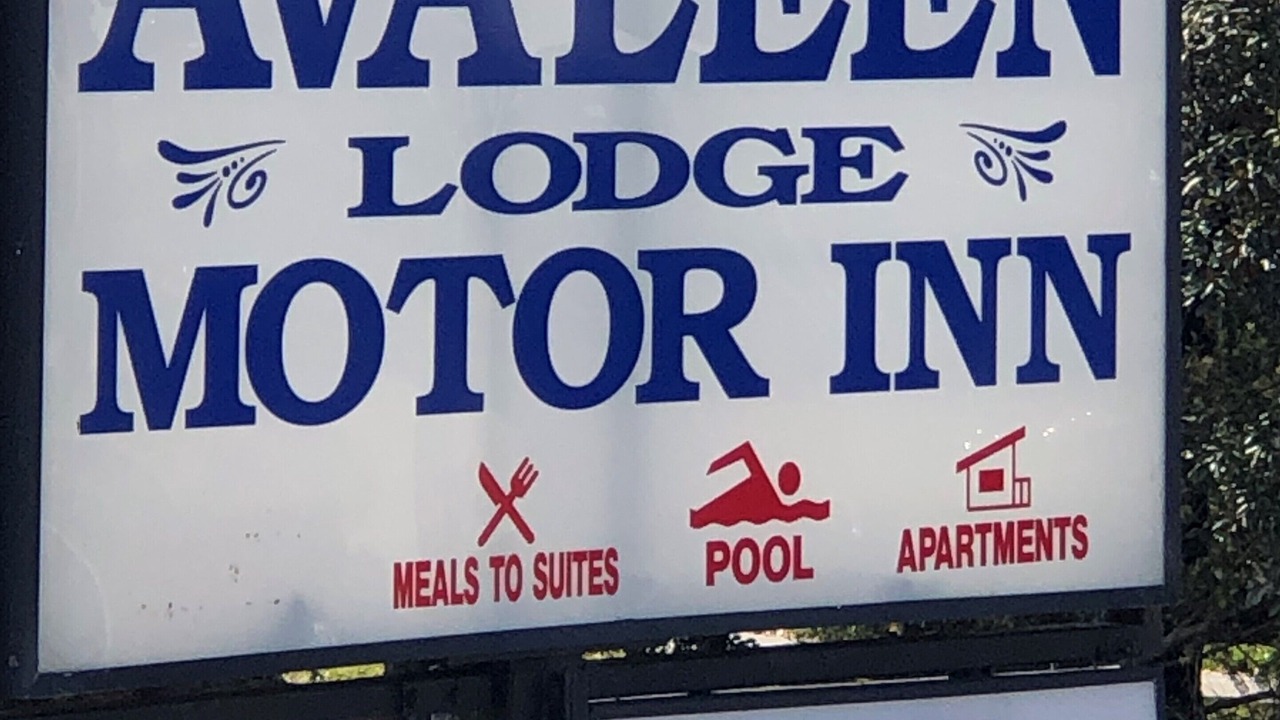 AVALEEN
LODGE
MOTOR INN
MEALS TO SUITES
POOL
APARTMENTS